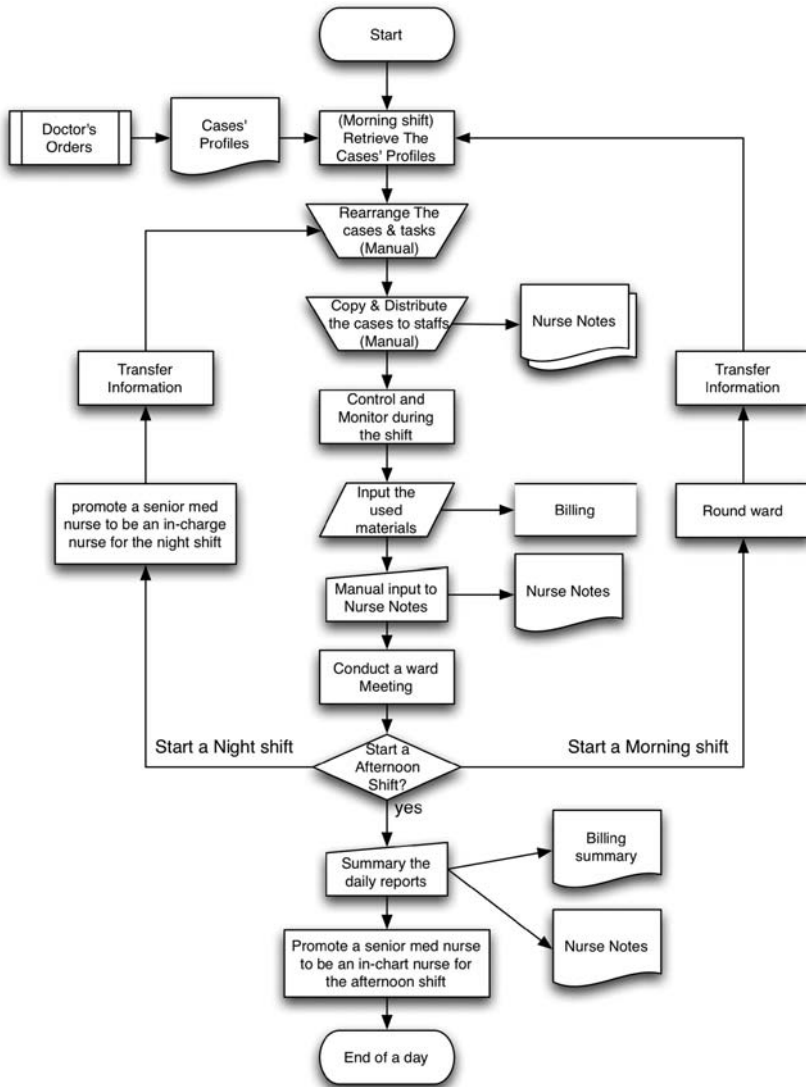 Start
Doctor's
Orders
Cases'
Profiles
(Morning shift)
Retrieve The
Cases' Profiles
Rearrange The
cases & tasks
(Manual)
Copy & Distribute
the cases to staffs
(Manual)
Nurse Notes
Transfer
Information
Transfer
Information
Control and
Monitor during
the shift
promote a senior med
nurse to be an in-charge
nurse for the night shift
Input the
used
materials
Billing
Round ward
Manual input to
Nurse Notes
Nurse Notes
Conduct a ward
Meeting
Start a Night shift
Start a
Afternoon
Shift?
Start a Morning shift
yes
Summary the
daily reports
Billing
summary
Nurse Notes
Promote a senior med nurse
to be an in-chart nurse for
the afternoon shift
End of a day